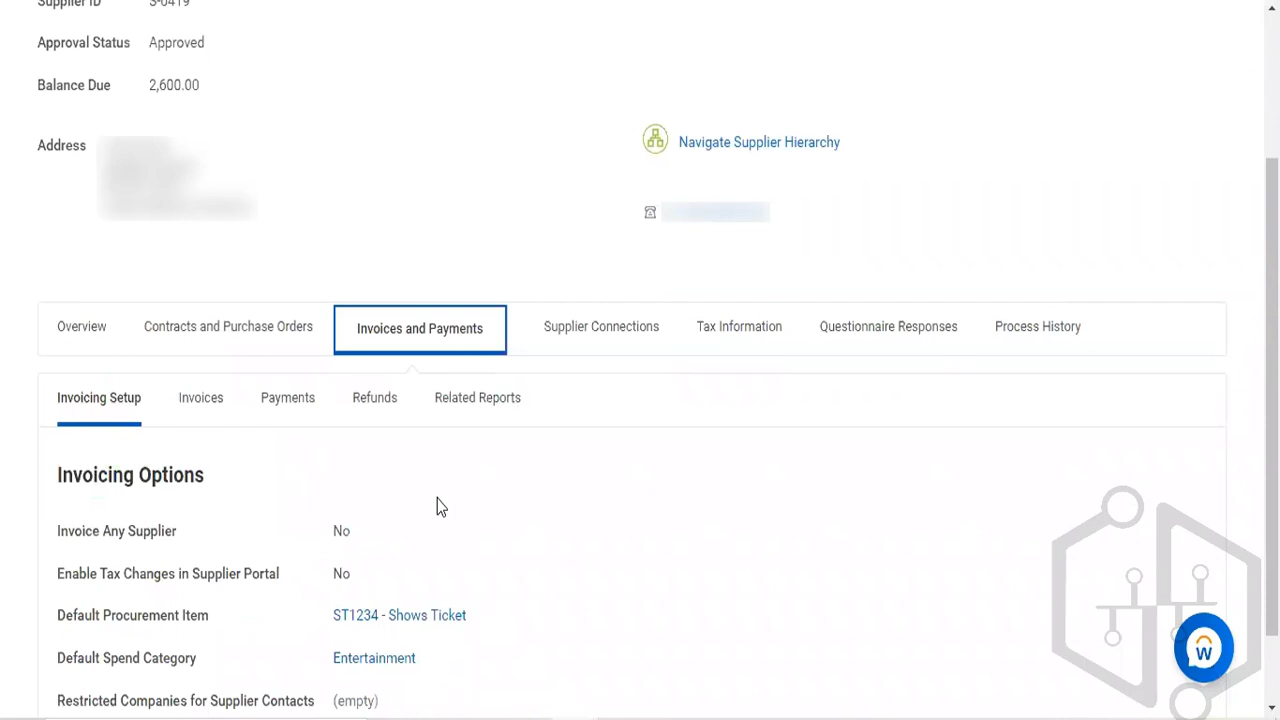 Supplier ID S-0419
Approval Status Approved
Balance Due 2,600.00
Address
Navigate Supplier Hierarchy
Overview Contracts and Purchase Orders Invoices and Payments Supplier Connections Tax Information Questionnaire Responses Process History
Invoicing Setup Invoices Payments Refunds Related Reports
Invoicing Options
Invoice Any Supplier No
Enable Tax Changes in Supplier Portal No
Default Procurement Item ST1234 - Shows Ticket
Default Spend Category Entertainment
Restricted Companies for Supplier Contacts (empty)
W